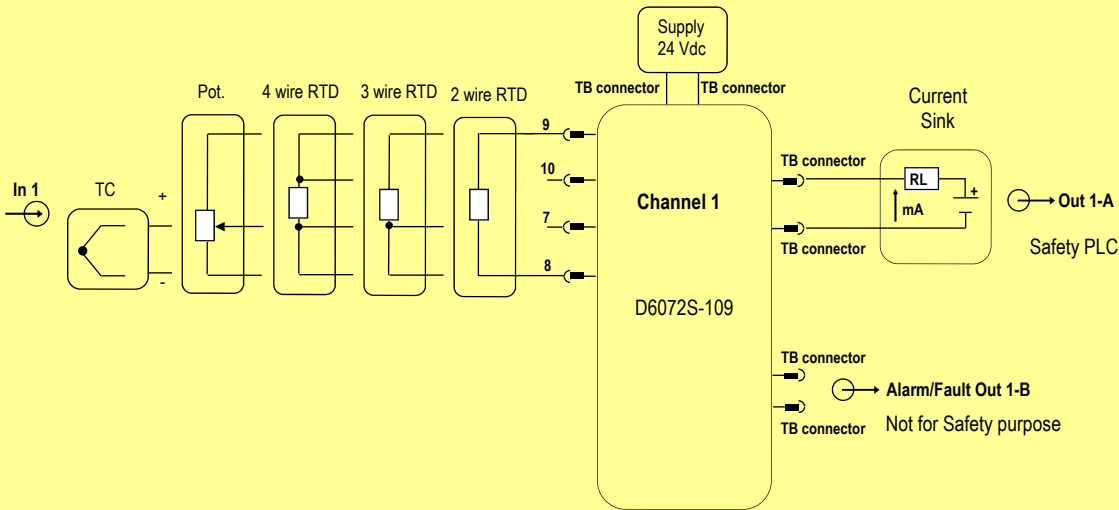 Supply
24 Vdc
TB connector
TB connector
Pot.
4 wire RTD
3 wire RTD
2 wire RTD
Current
Sink
9
10
7
8
In 1
TC
+
-
Channel 1
D6072S-109
TB connector
RL
+
mA
TB connector
Out 1-A
Safety PLC
TB connector
Alarm/Fault Out 1-B
TB connector
Not for Safety purpose